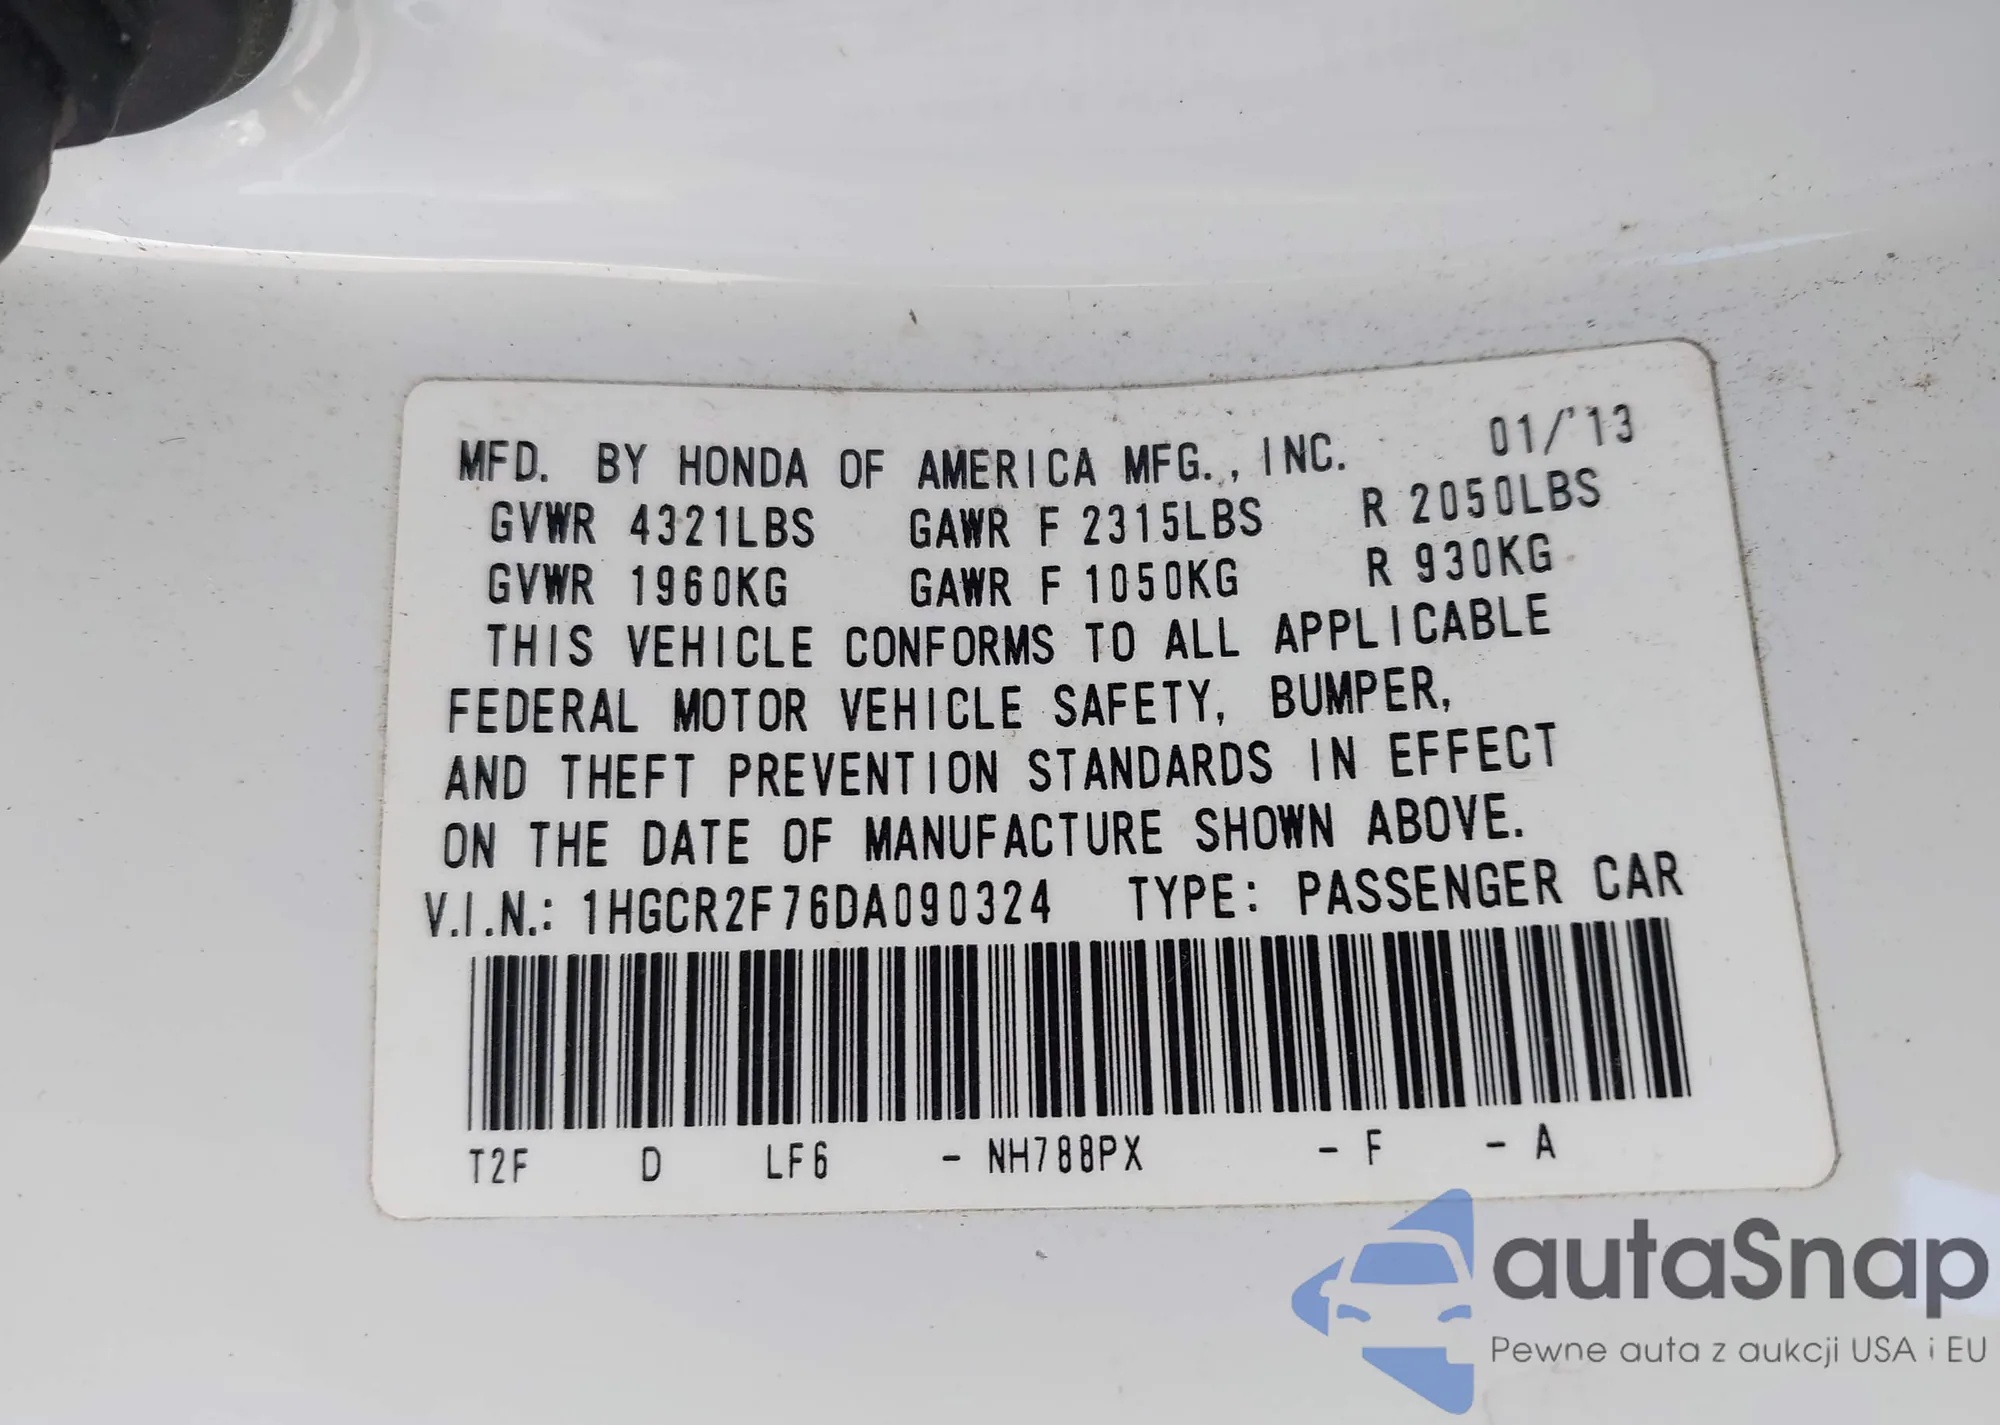 MFD. BY HONDA OF AMERICA MFG., INC. 01/'13
GVWR 4321LBS GAWR F 2315LBS R 2050LBS
GVWR 1960KG GAWR F 1050KG R 930KG
THIS VEHICLE CONFORMS TO ALL APPLICABLE
FEDERAL MOTOR VEHICLE SAFETY, BUMPER,
AND THEFT PREVENTION STANDARDS IN EFFECT
ON THE DATE OF MANUFACTURE SHOWN ABOVE.
V.I.N.: 1HGCR2F76DA090324 TYPE: PASSENGER CAR
T2F D LF6 - NH788PX - F - A
autaSnap
Pewne auta z aukcji USA i EU